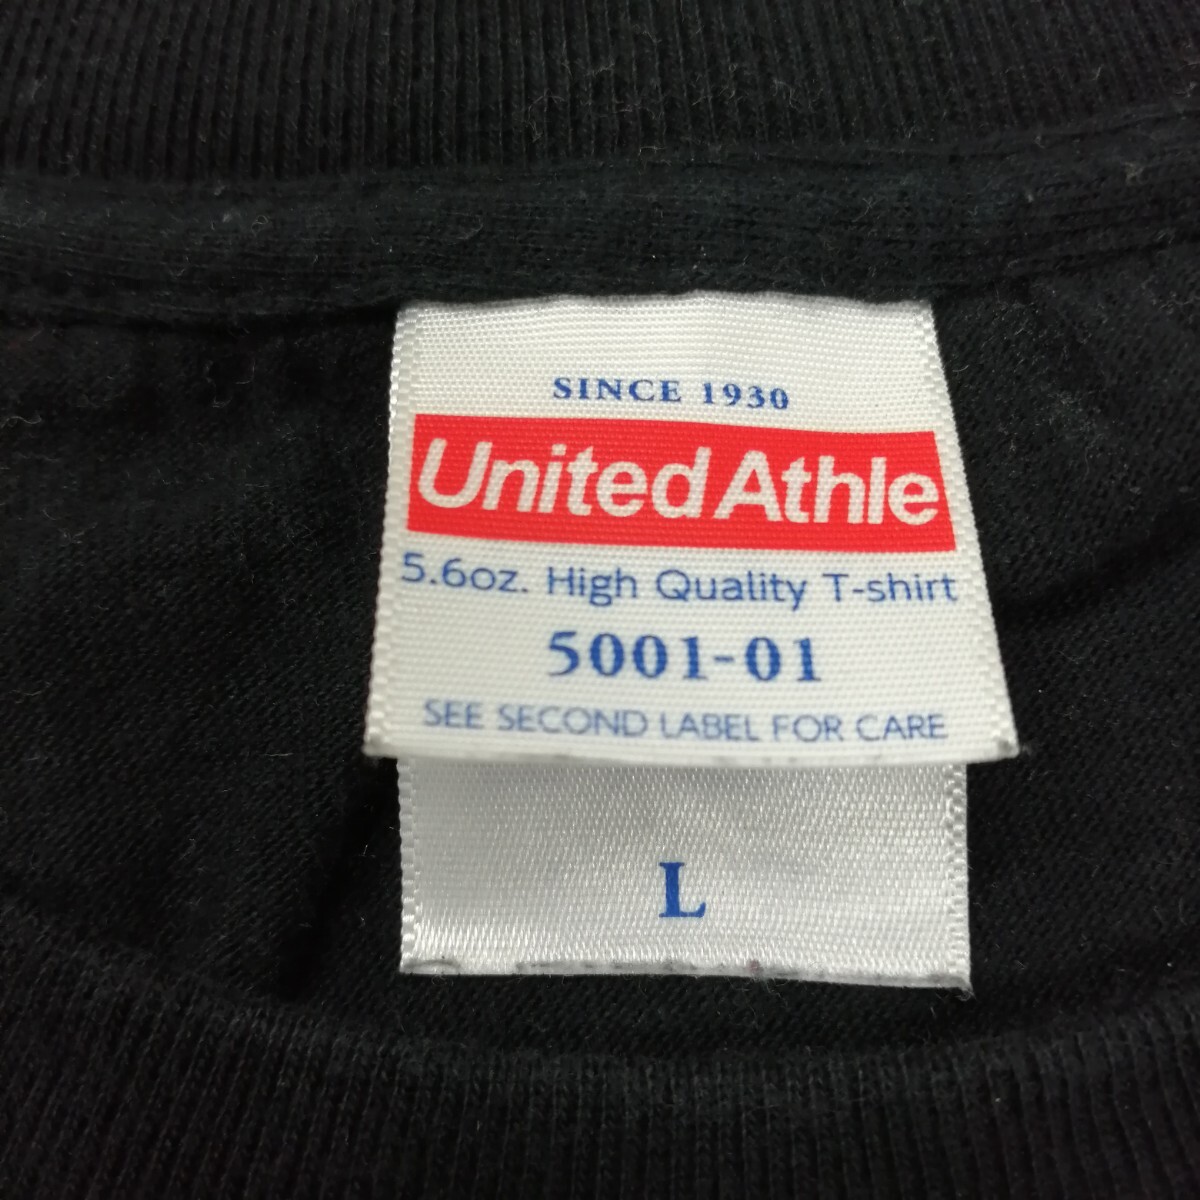 SINCE 1930
United Athle
5.6oz. High Quality T-shirt
5001-01
SEE SECOND LABEL FOR CARE
L